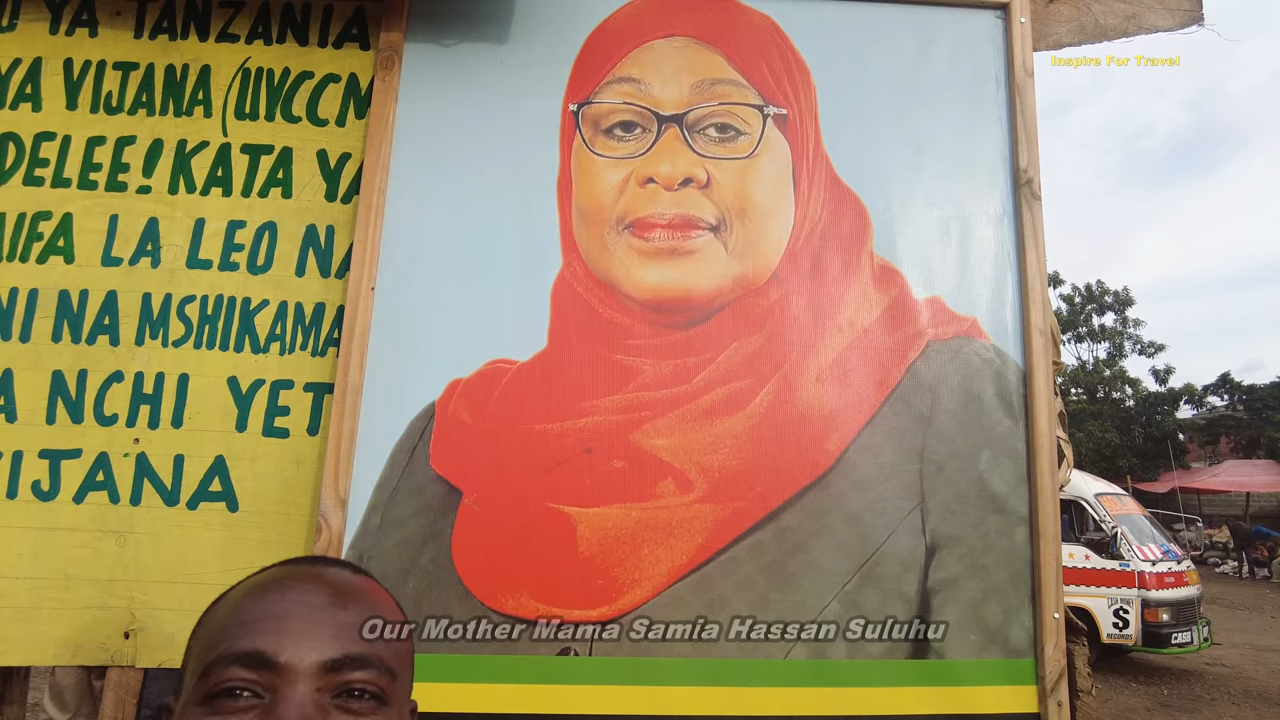 YA TANZANIA
YA VIJANA (UVCCM
DELEE! KATA YA
AIFA LA LEO NA
NI NA MSHIKAMA
A NCHI YET
VIJANA
Inspire For Travel
Our Mother Mama Samia Hassan Suluhu
CASH MONEY
$
RECORDS
CASH